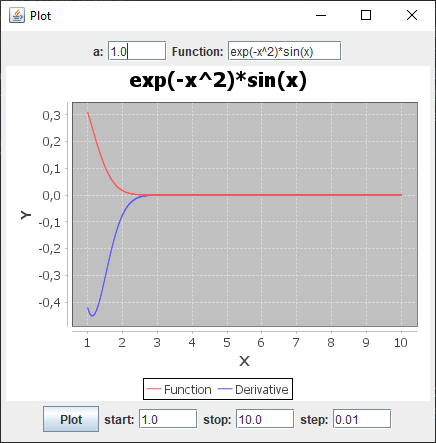 Plot
a: 1.0 Function: exp(-x^2)*sin(x)
exp(-x^2)*sin(x)
0,3
0,2
0,1
0,0
-0,1
-0,2
-0,3
-0,4
Y
1 2 3 4 5 6 7 8 9 10
X
Function Derivative
Plot start: 1.0 stop: 10.0 step: 0.01